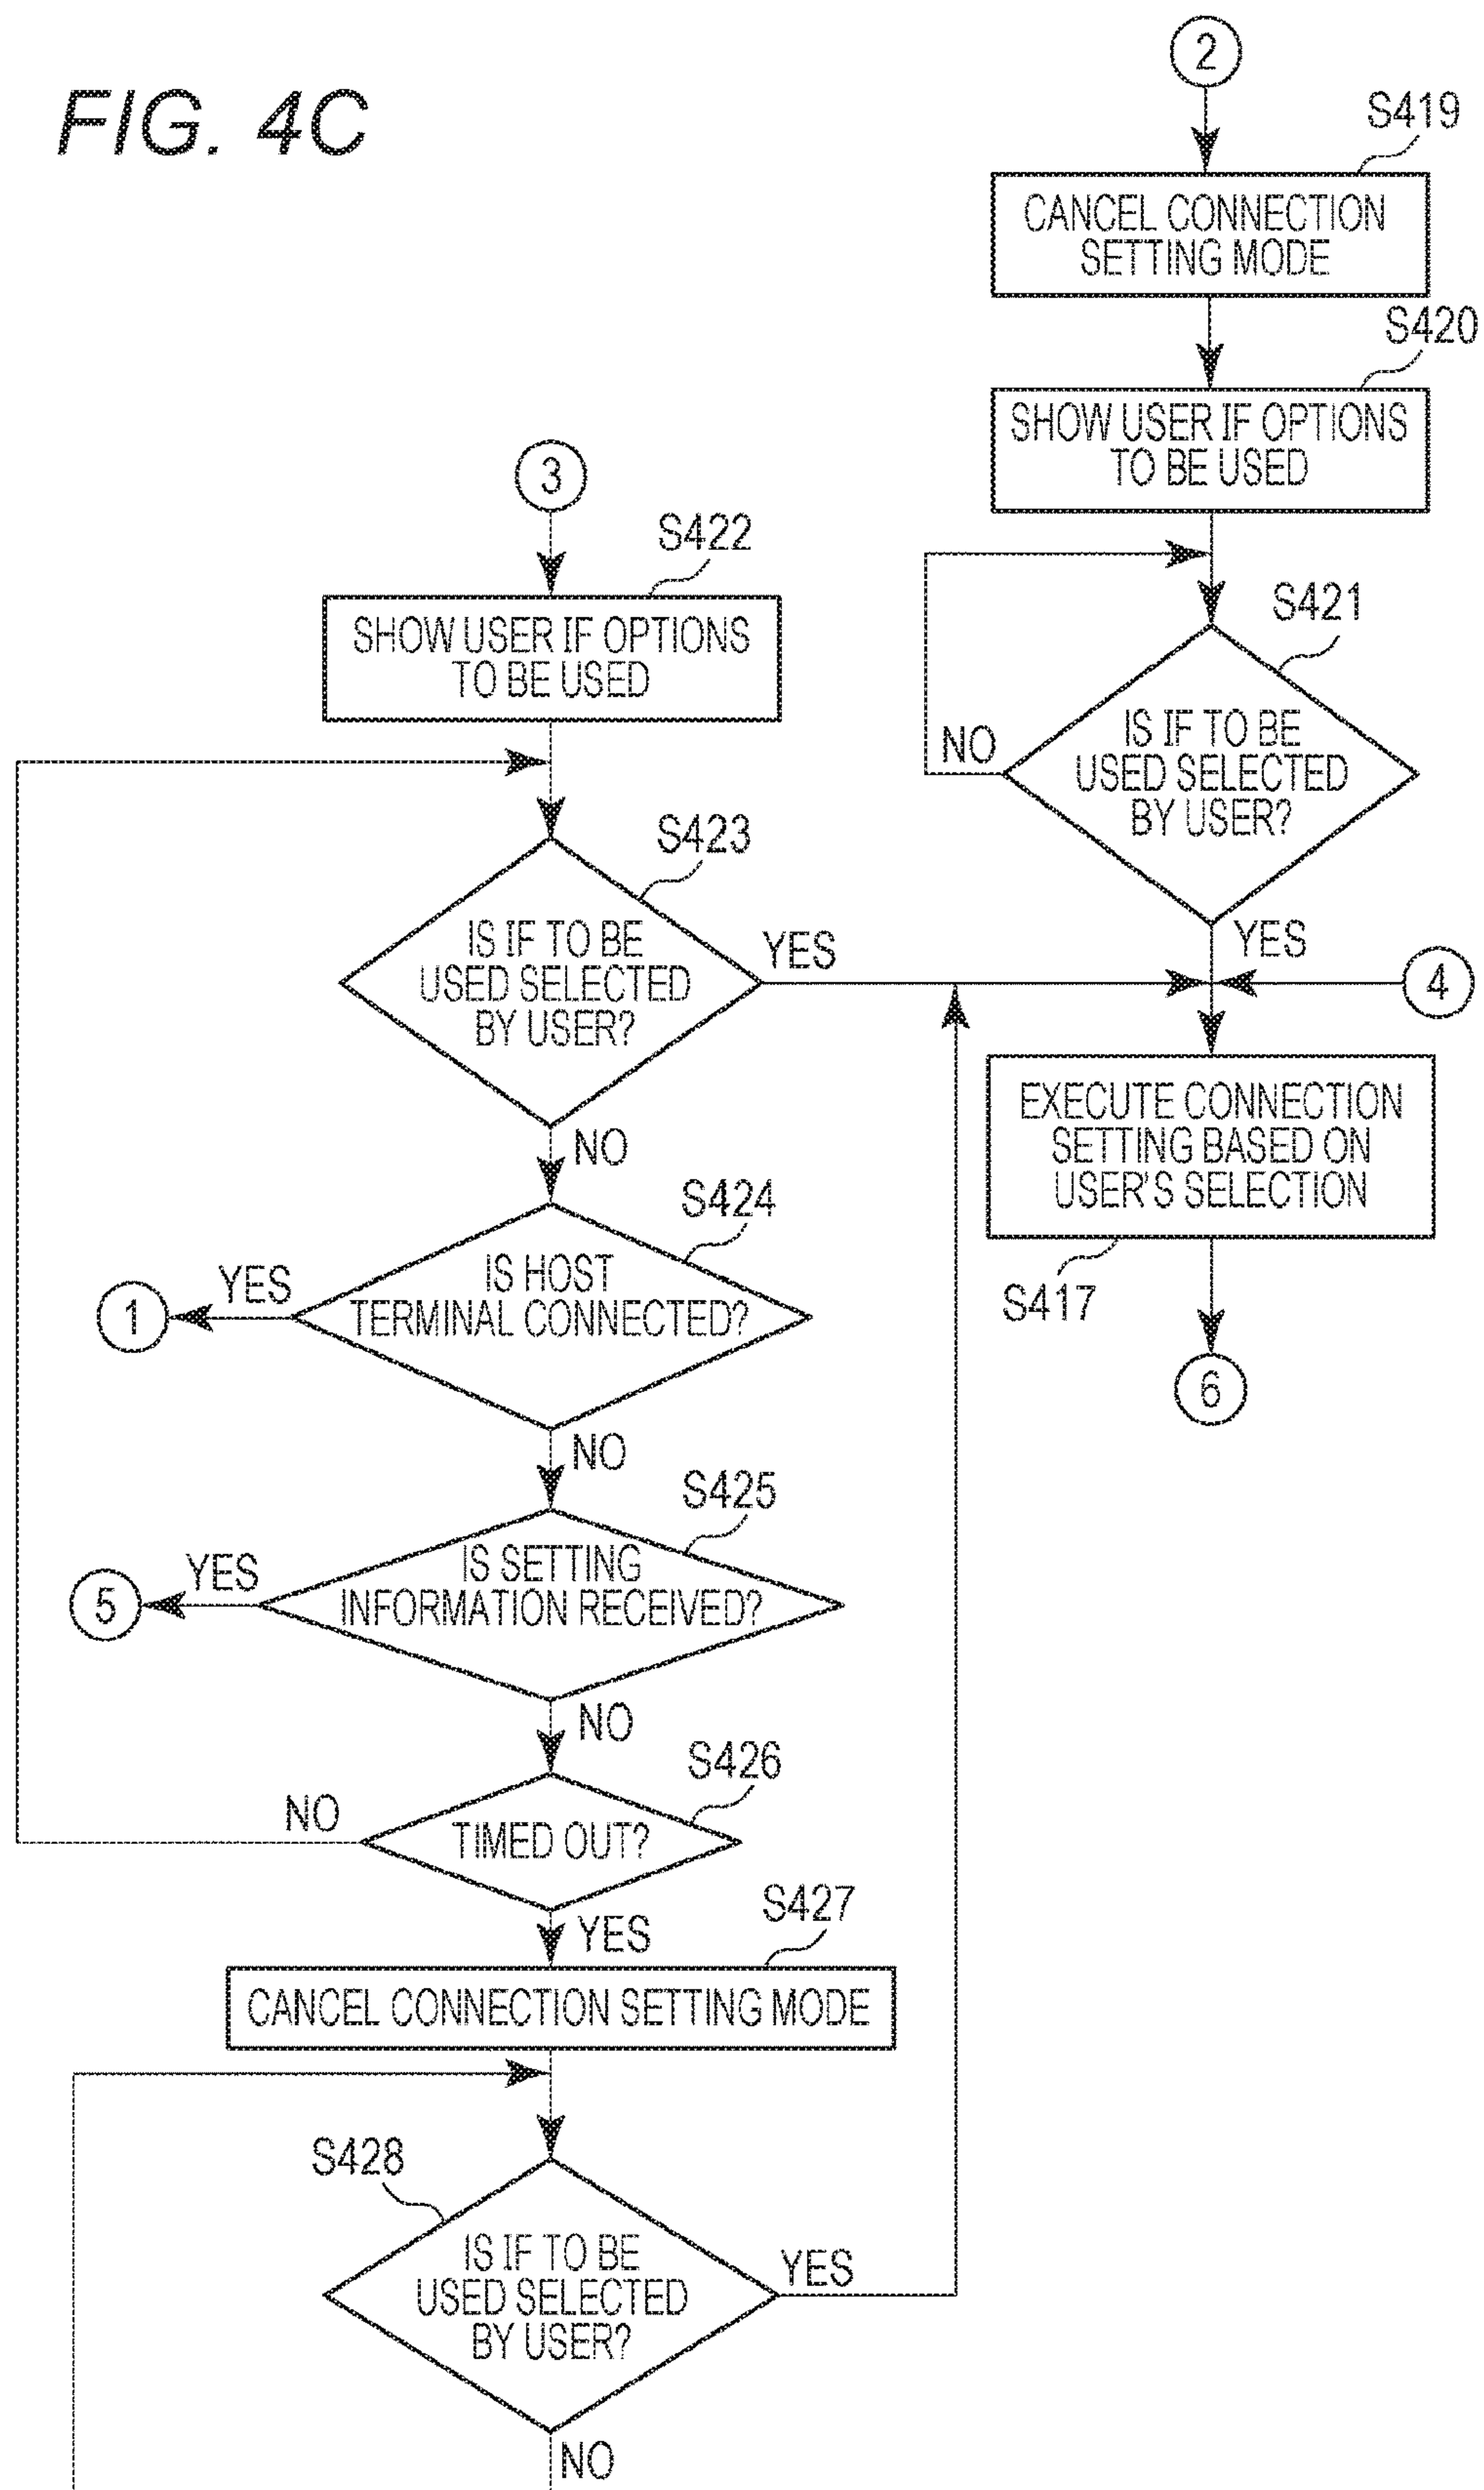 FIG. 4C
2
S419
CANCEL CONNECTION
SETTING MODE
S420
SHOW USER IF OPTIONS
TO BE USED
S421
IS IF TO BE
USED SELECTED
BY USER?
NO
YES
4
EXECUTE CONNECTION
SETTING BASED ON
USER'S SELECTION
S417
6
3
S422
SHOW USER IF OPTIONS
TO BE USED
S423
IS IF TO BE
USED SELECTED
BY USER?
YES
NO
S424
IS HOST
TERMINAL CONNECTED?
YES
1
NO
S425
IS SETTING
INFORMATION RECEIVED?
YES
5
NO
S426
TIMED OUT?
NO
YES
S427
CANCEL CONNECTION SETTING MODE
S428
IS IF TO BE
USED SELECTED
BY USER?
YES
NO